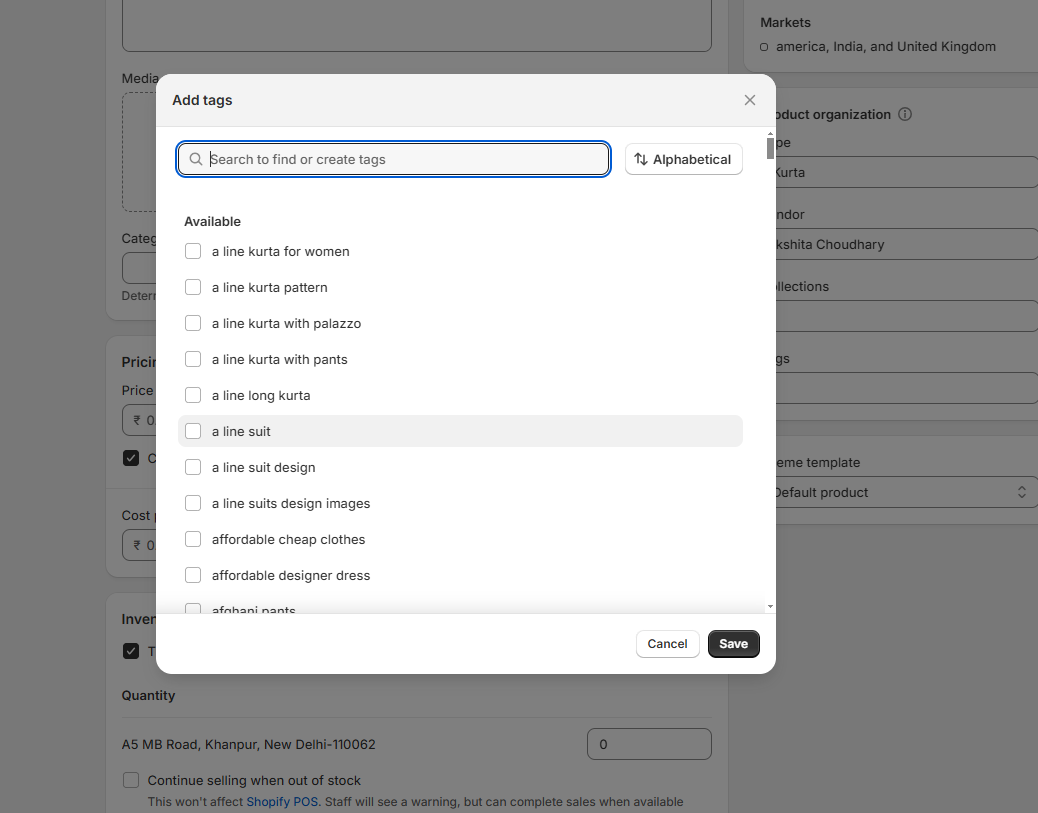 Markets
america, India, and United Kingdom
Media
Add tags
Search to find or create tags
Alphabetical
Available
a line kurta for women
a line kurta pattern
a line kurta with palazzo
a line kurta with pants
a line long kurta
a line suit
a line suit design
a line suits design images
affordable cheap clothes
affordable designer dress
afghani pants
Cancel
Save
oduct organization
pe
Kurta
ndor
kshita Choudhary
ollections
gs
eme template
Default product
Categ
Determ
Pricin
Price
₹ 0.
C
Cost p
₹ 0.
Inven
T
Quantity
A5 MB Road, Khanpur, New Delhi-110062
0
Continue selling when out of stock
This won't affect Shopify POS. Staff will see a warning, but can complete sales when available